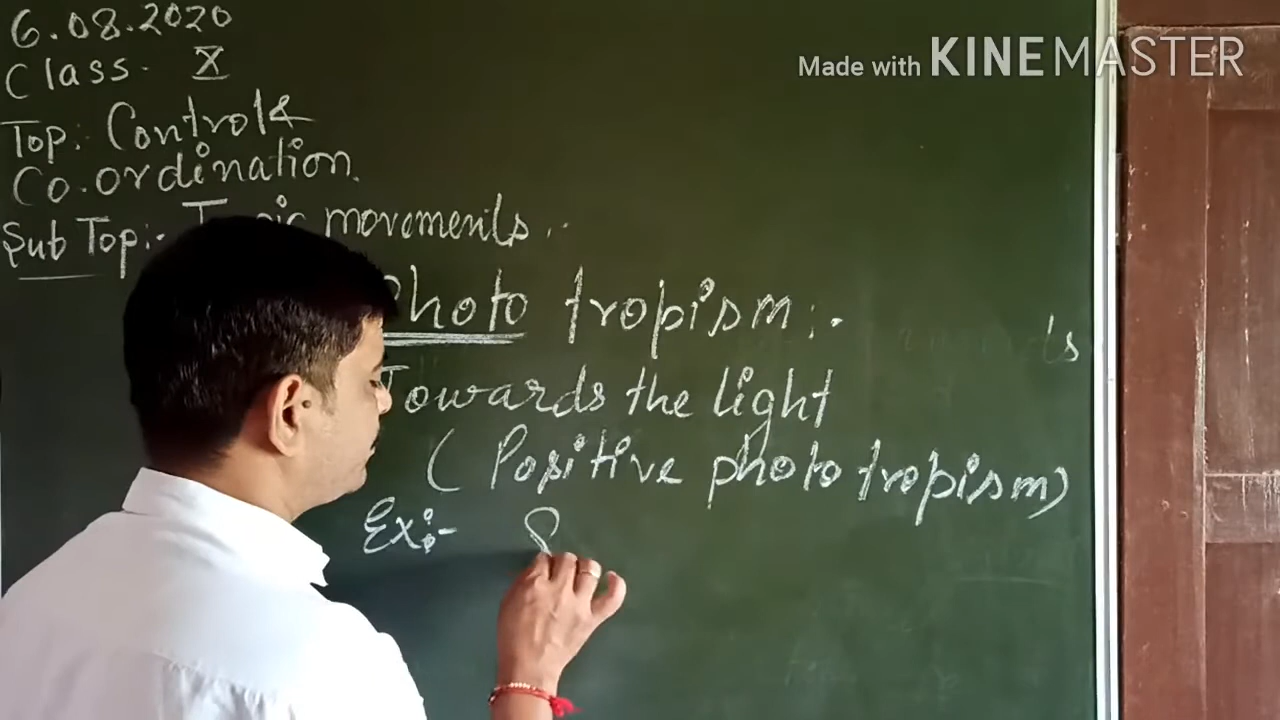 6.08.2020
Class- X
Top:- Control &
Co-ordination.
Sub Top:- movements :-
Photo tropism :-
Towards the light
(Positive photo tropism)
Ex:-
Made with KINEMASTER